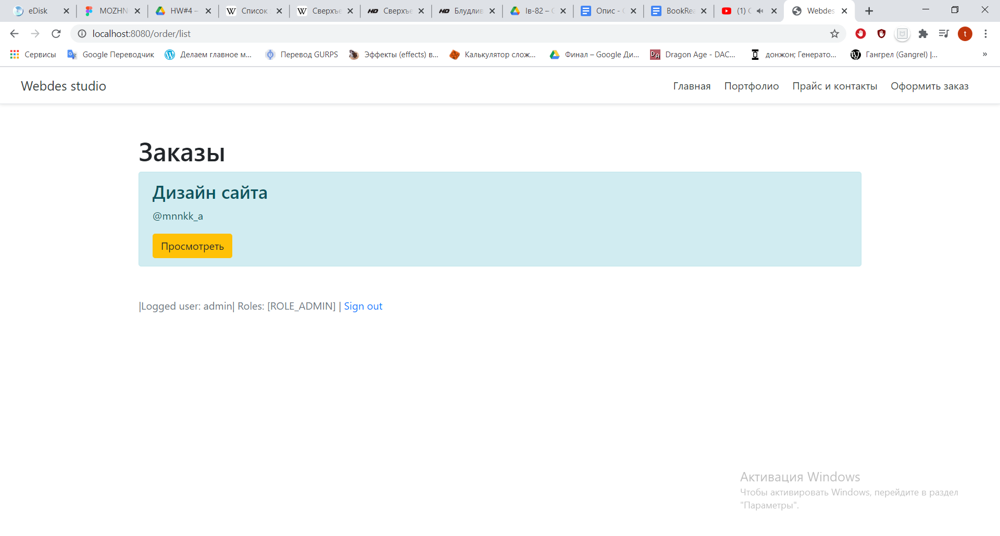 eDisk
MOZHN
HW#4 –
Список
Сверхъе
Сверхъе
Блудлив
Ів-82 – G
Опис - G
BookRea
(1) С
Webdes
localhost:8080/order/list
t
Сервисы
Google Переводчик
Делаем главное м...
Перевод GURPS
Эффекты (effects) в...
Калькулятор слож...
Финал – Google Ди...
Dragon Age - DAC...
донжон; Генерато...
Гангрел (Gangrel) |...
»
Webdes studio
Главная
Портфолио
Прайс и контакты
Оформить заказ
Заказы
Дизайн сайта
@mnnkk_a
Просмотреть
|Logged user: admin| Roles: [ROLE_ADMIN] | Sign out
Активация Windows
Чтобы активировать Windows, перейдите в раздел
"Параметры".